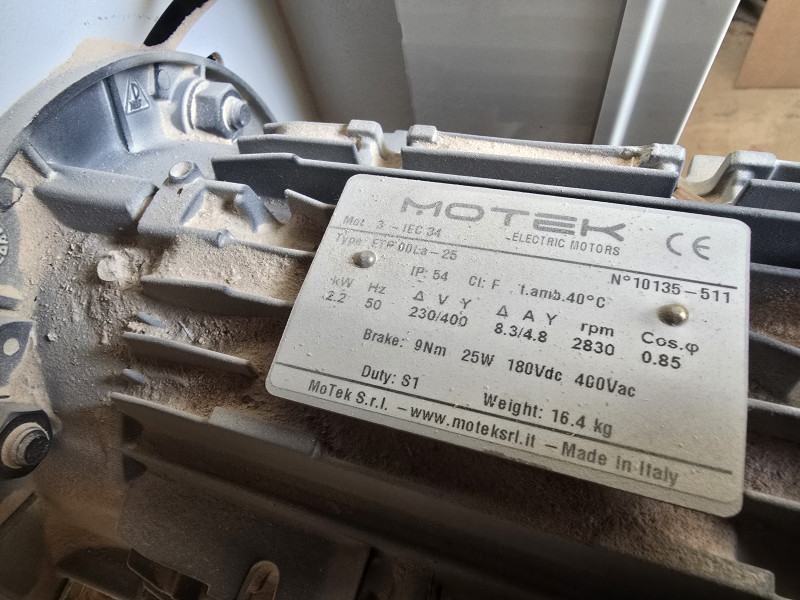 MOTEK
ELECTRIC MOTORS
CE
Mot. 3 ~ IEC 34
Type
N°10135-511
IP: 54 Cl: F t.amb.40°C
kW Hz Δ V Y Δ A Y rpm Cos.φ
2.2 50 230/400 8.3/4.8 2830 0.85
Brake: 9Nm 25W 180Vdc 400Vac
Duty: S1 Weight: 16.4 kg
MoTek S.r.l. - www.moteksrl.it - Made in Italy